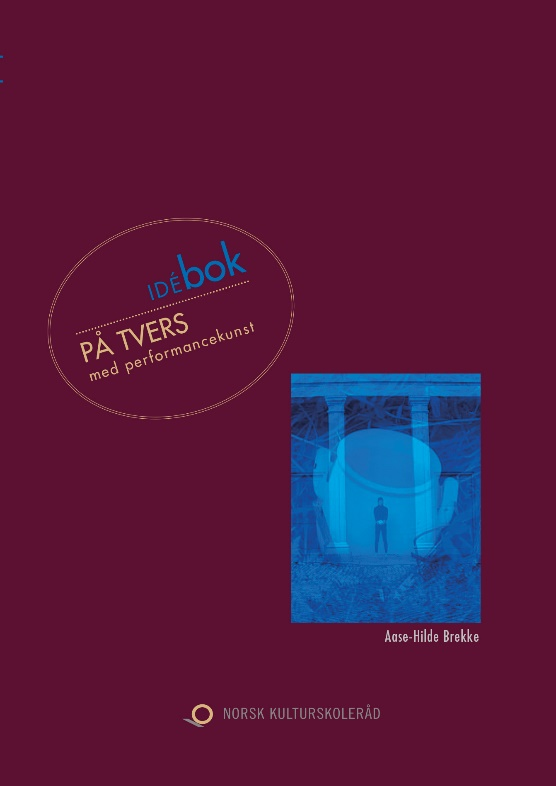 IDÉbok
PÅ TVERS
med performancekunst
Aase-Hilde Brekke
NORSK KULTURSKOLERÅD